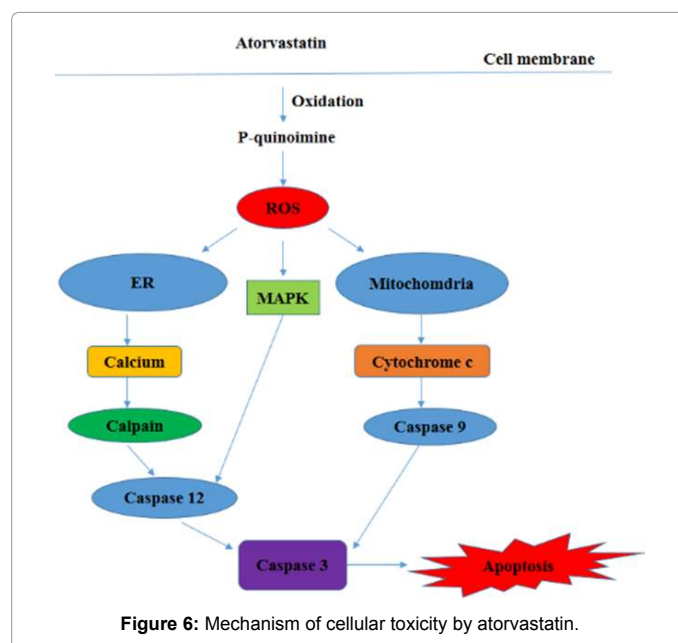 Atorvastatin
Cell membrane
Oxidation
P-quinoimine
ROS
ER
MAPK
Mitochomdria
Calcium
Cytochrome c
Calpain
Caspase 9
Caspase 12
Caspase 3
Apoptosis
Figure 6: Mechanism of cellular toxicity by atorvastatin.